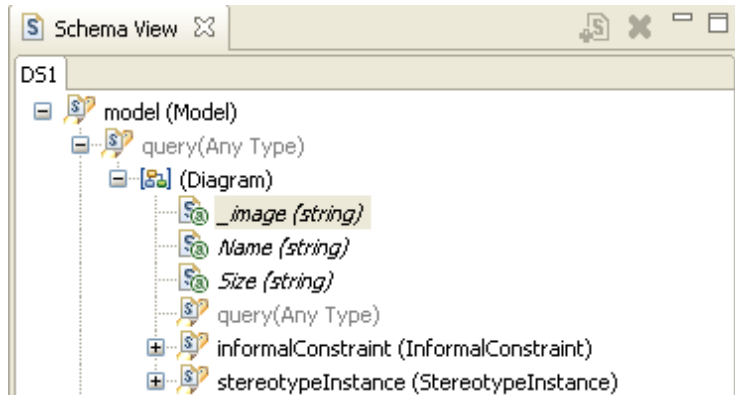 Schema View
DS1
model (Model)
query(Any Type)
(Diagram)
_image (string)
Name (string)
Size (string)
query(Any Type)
informalConstraint (InformalConstraint)
stereotypeInstance (StereotypeInstance)